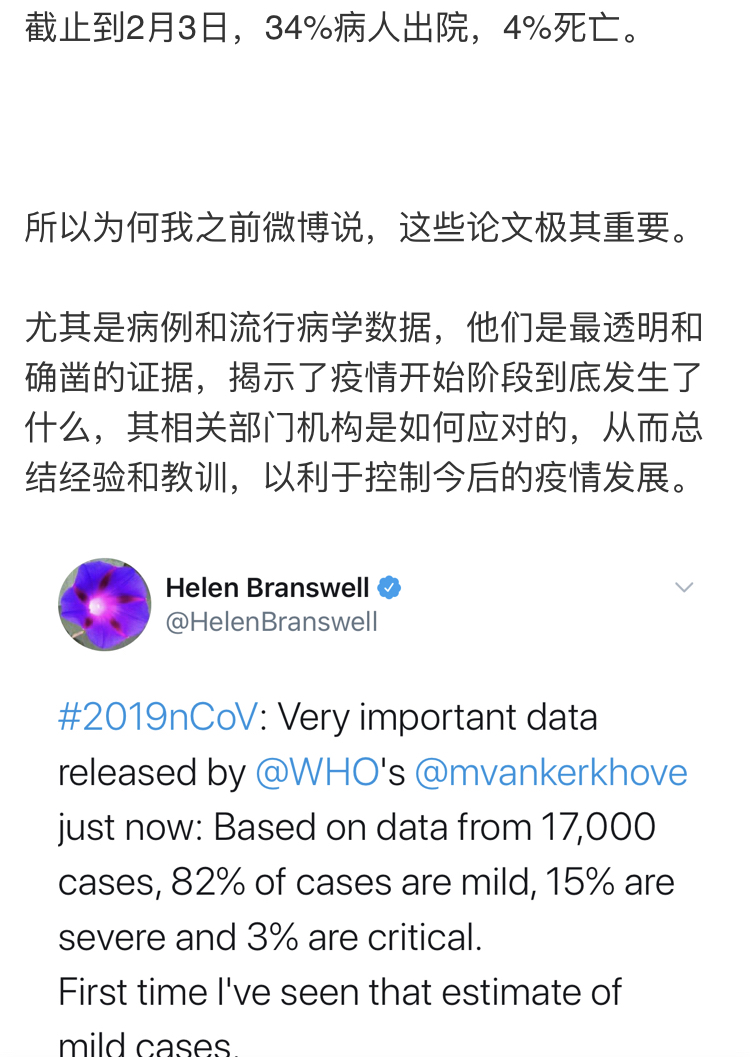 截止到2月3日，34%病人出院，4%死亡。
所以为何我之前微博说，这些论文极其重要。
尤其是病例和流行病学数据，他们是最透明和
确凿的证据，揭示了疫情开始阶段到底发生了
什么，其相关部门机构是如何应对的，从而总
结经验和教训，以利于控制今后的疫情发展。
Helen Branswell
@HelenBranswell
#2019nCoV: Very important data
released by @WHO's @mvankerkhove
just now: Based on data from 17,000
cases, 82% of cases are mild, 15% are
severe and 3% are critical.
First time I've seen that estimate of
mild cases.